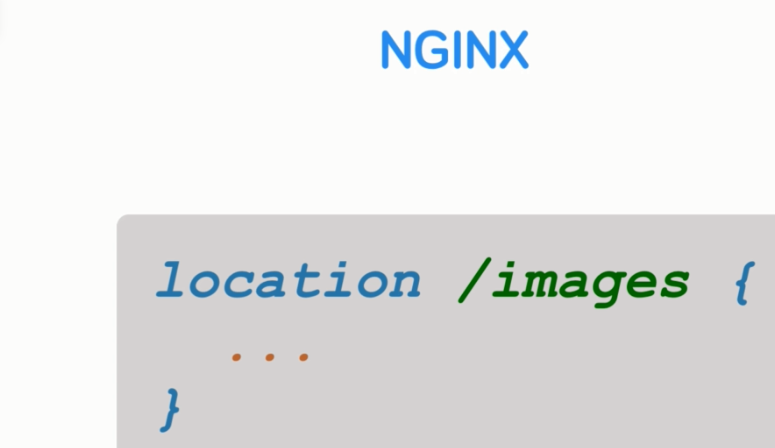 NGINX
location /images {
...
}